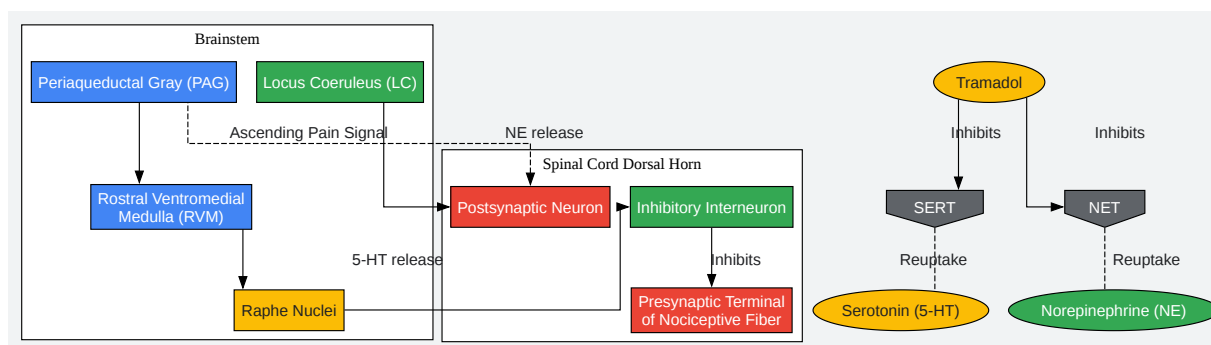 Brainstem
Periaqueductal Gray (PAG)
Locus Coeruleus (LC)
Tramadol
Ascending Pain Signal
NE release
Inhibits
Inhibits
Spinal Cord Dorsal Horn
Rostral Ventromedial
Medulla (RVM)
Postsynaptic Neuron
Inhibitory Interneuron
SERT
NET
5-HT release
Inhibits
Reuptake
Reuptake
Raphe Nuclei
Presynaptic Terminal
of Nociceptive Fiber
Serotonin (5-HT)
Norepinephrine (NE)